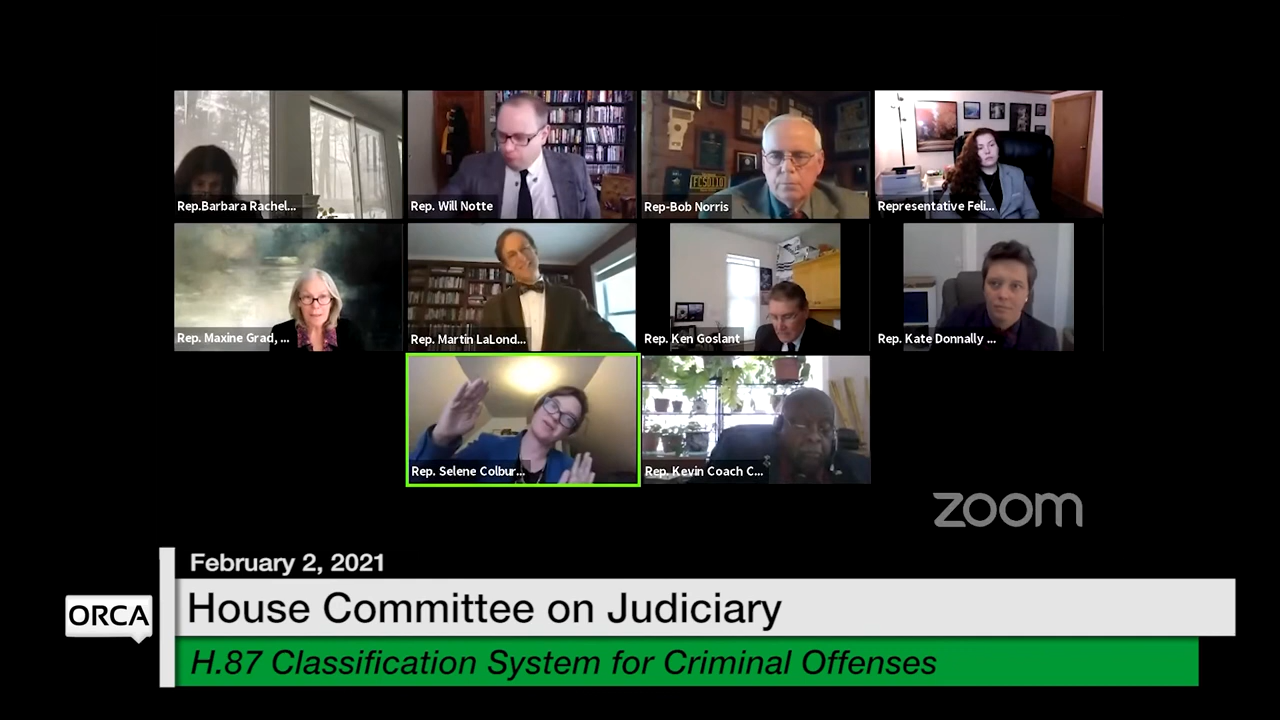 Rep.Barbara Rachel...
Rep. Will Notte
Rep-Bob Norris
Representative Feli...
Rep. Maxine Grad, ...
Rep. Martin LaLond...
Rep. Ken Goslant
Rep. Kate Donnally ...
Rep. Selene Colbur...
Rep. Kevin Coach C...
zoom
February 2, 2021
ORCA
House Committee on Judiciary
H.87 Classification System for Criminal Offenses